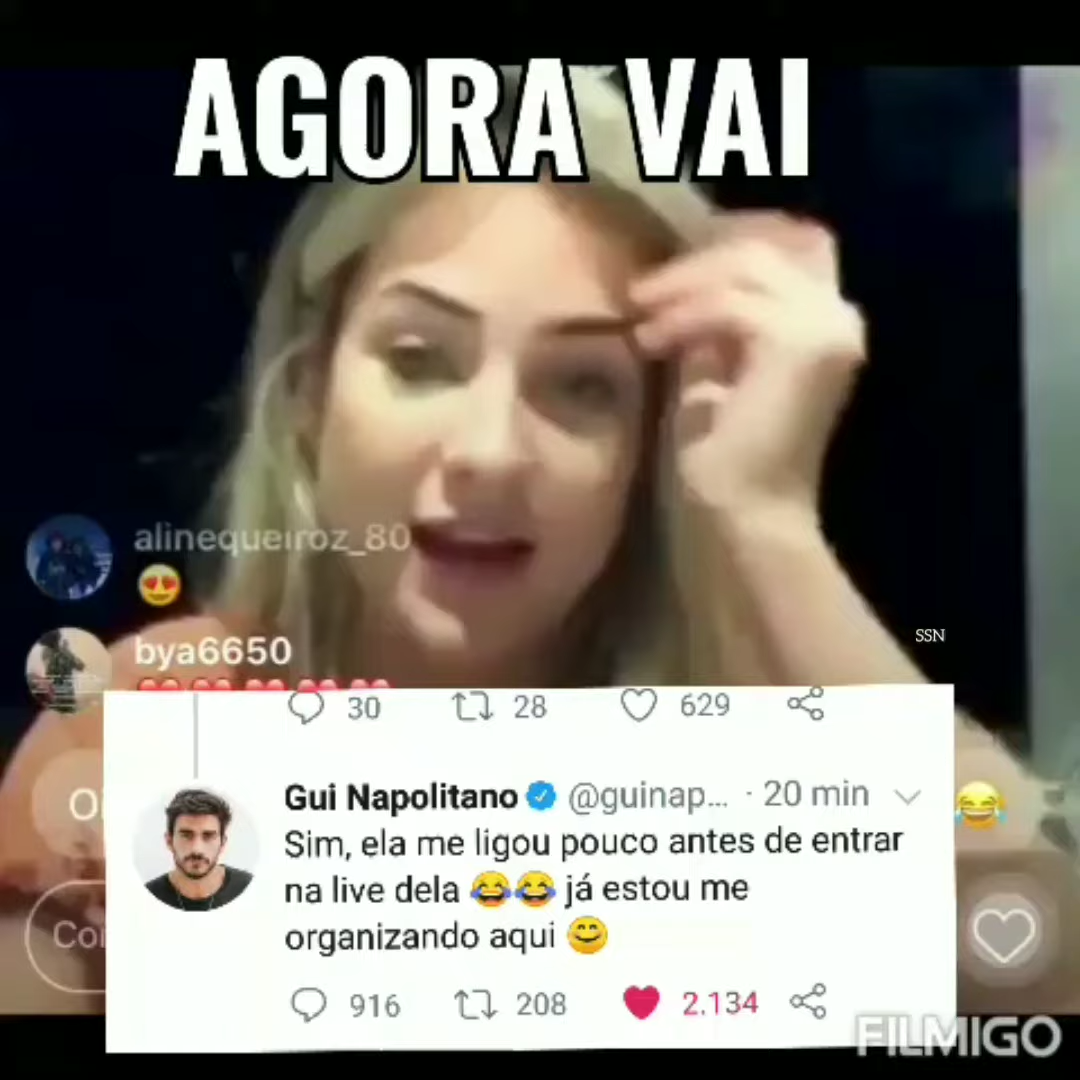 AGORA VAI
alinequeiroz_80
😍
bya6650
SSN
30 28 629
Gui Napolitano @guinap... · 20 min
Sim, ela me ligou pouco antes de entrar
na live dela 😂😂 já estou me
organizando aqui 😄
916 208 2.134
FILMIGO